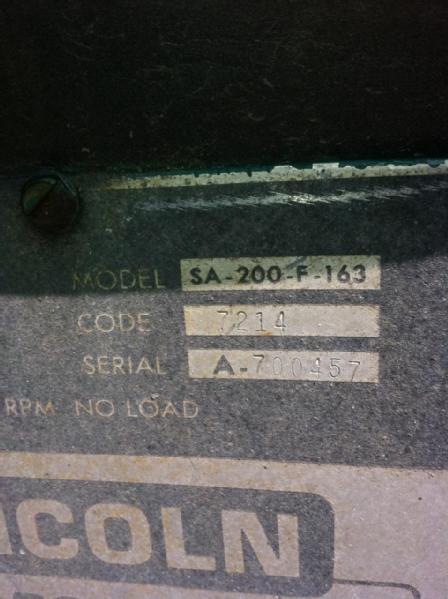 MODEL SA-200-F-163
CODE 7214
SERIAL A-700457
RPM NO LOAD
COLN